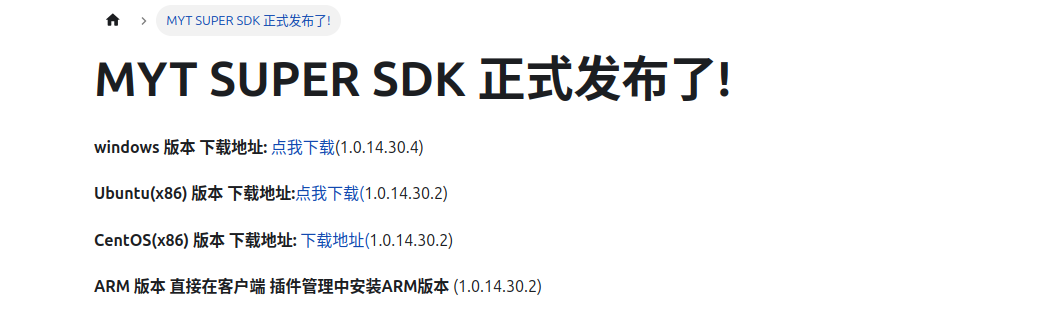 MYT SUPER SDK 正式发布了!
MYT SUPER SDK 正式发布了!
windows 版本 下载地址: 点我下载(1.0.14.30.4)
Ubuntu(x86) 版本 下载地址:点我下载(1.0.14.30.2)
CentOS(x86) 版本 下载地址: 下载地址(1.0.14.30.2)
ARM 版本 直接在客户端 插件管理中安装ARM版本 (1.0.14.30.2)